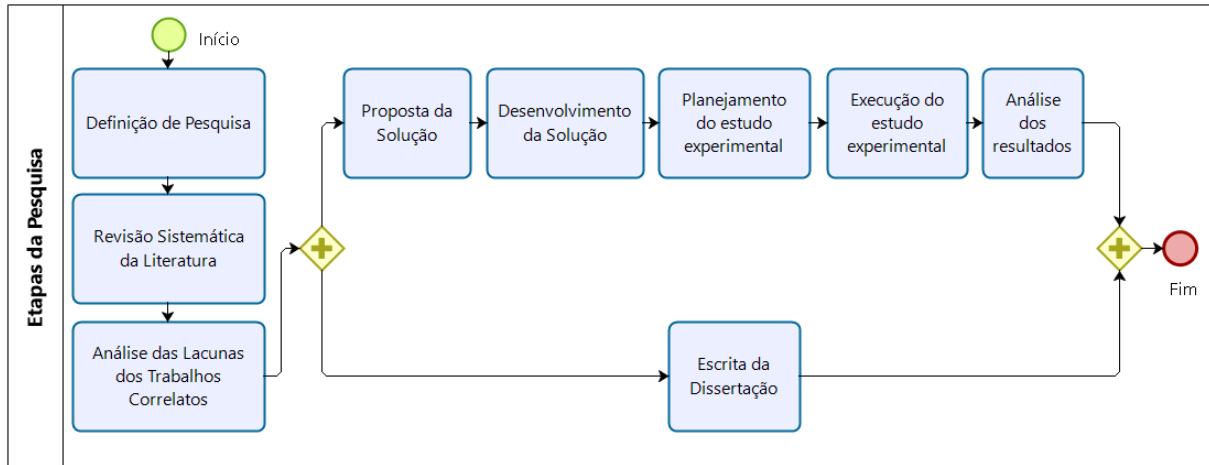 Etapas da Pesquisa
Início
Definição de Pesquisa
Revisão Sistemática
da Literatura
Análise das Lacunas
dos Trabalhos
Correlatos
Proposta da
Solução
Desenvolvimento
da Solução
Planejamento
do estudo
experimental
Execução do
estudo
experimental
Análise
dos
resultados
Escrita da
Dissertação
Fim